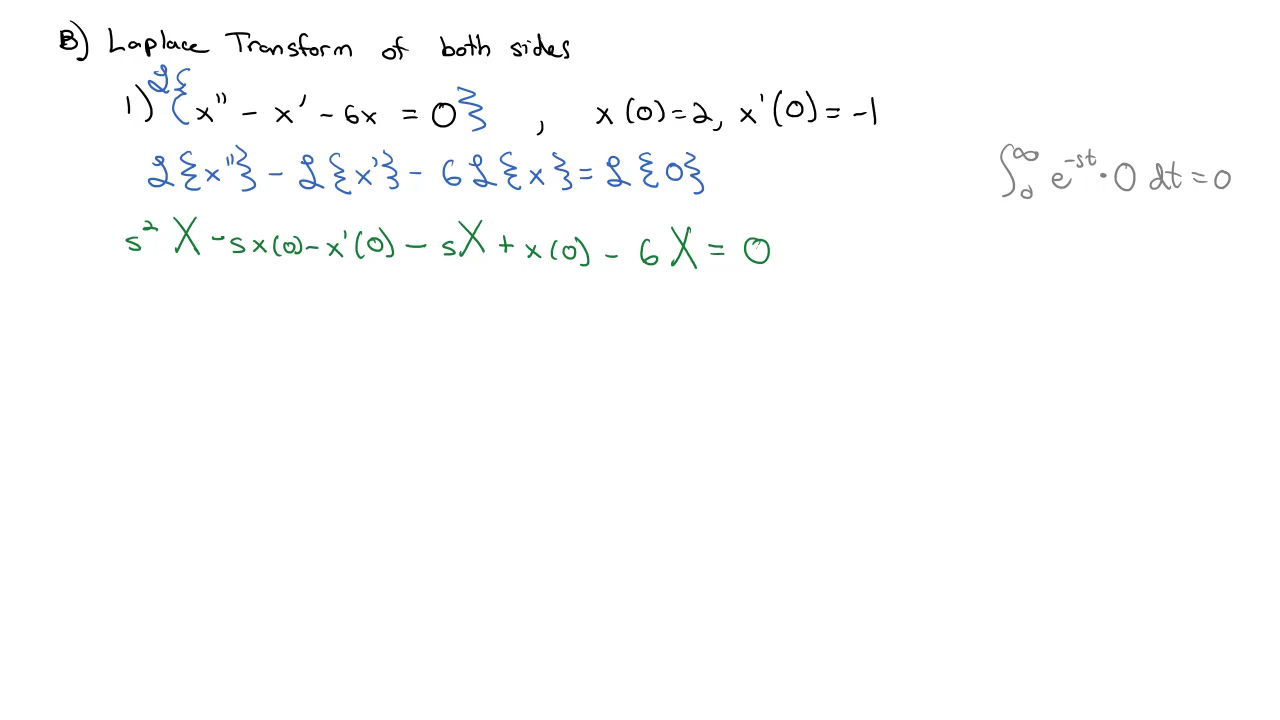 B) Laplace Transform of both sides
1) ℒ{x'' - x' - 6x = 0} , x(0) = 2, x'(0) = -1
ℒ{x''} - ℒ{x'} - 6ℒ{x} = ℒ{0}
∫₀^∞ e^{-st} · 0 dt = 0
s² X - s x(0) - x'(0) - sX + x(0) - 6X = 0